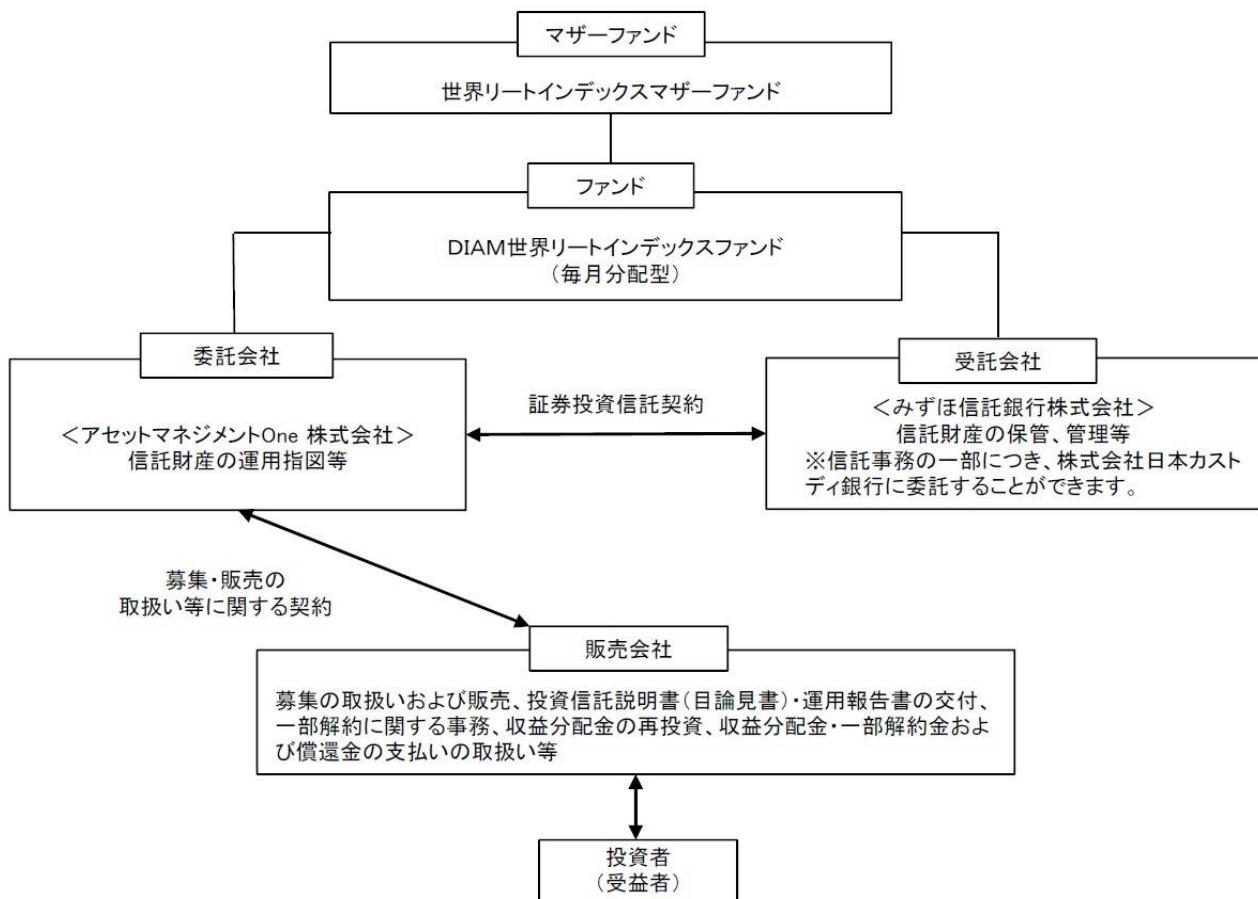 マザーファンド
世界リートインデックスマザーファンド
ファンド
DIAM世界リートインデックスファンド
（毎月分配型）
委託会社
＜アセットマネジメントOne 株式会社＞
信託財産の運用指図等
証券投資信託契約
受託会社
＜みずほ信託銀行株式会社＞
信託財産の保管、管理等
※信託事務の一部につき、株式会社日本カスト
ディ銀行に委託することができます。
募集・販売の
取扱い等に関する契約
販売会社
募集の取扱いおよび販売、投資信託説明書（目論見書）・運用報告書の交付、
一部解約に関する事務、収益分配金の再投資、収益分配金・一部解約金およ
び償還金の支払いの取扱い等
投資者
（受益者）